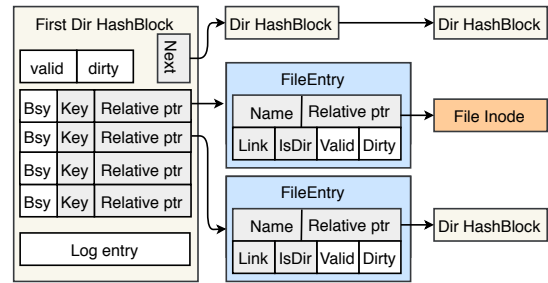 First Dir HashBlock
Next
valid dirty
Bsy Key Relative ptr
Bsy Key Relative ptr
Bsy Key Relative ptr
Bsy Key Relative ptr
Log entry
Dir HashBlock
Dir HashBlock
FileEntry
Name Relative ptr
Link IsDir Valid Dirty
File Inode
FileEntry
Name Relative ptr
Link IsDir Valid Dirty
Dir HashBlock